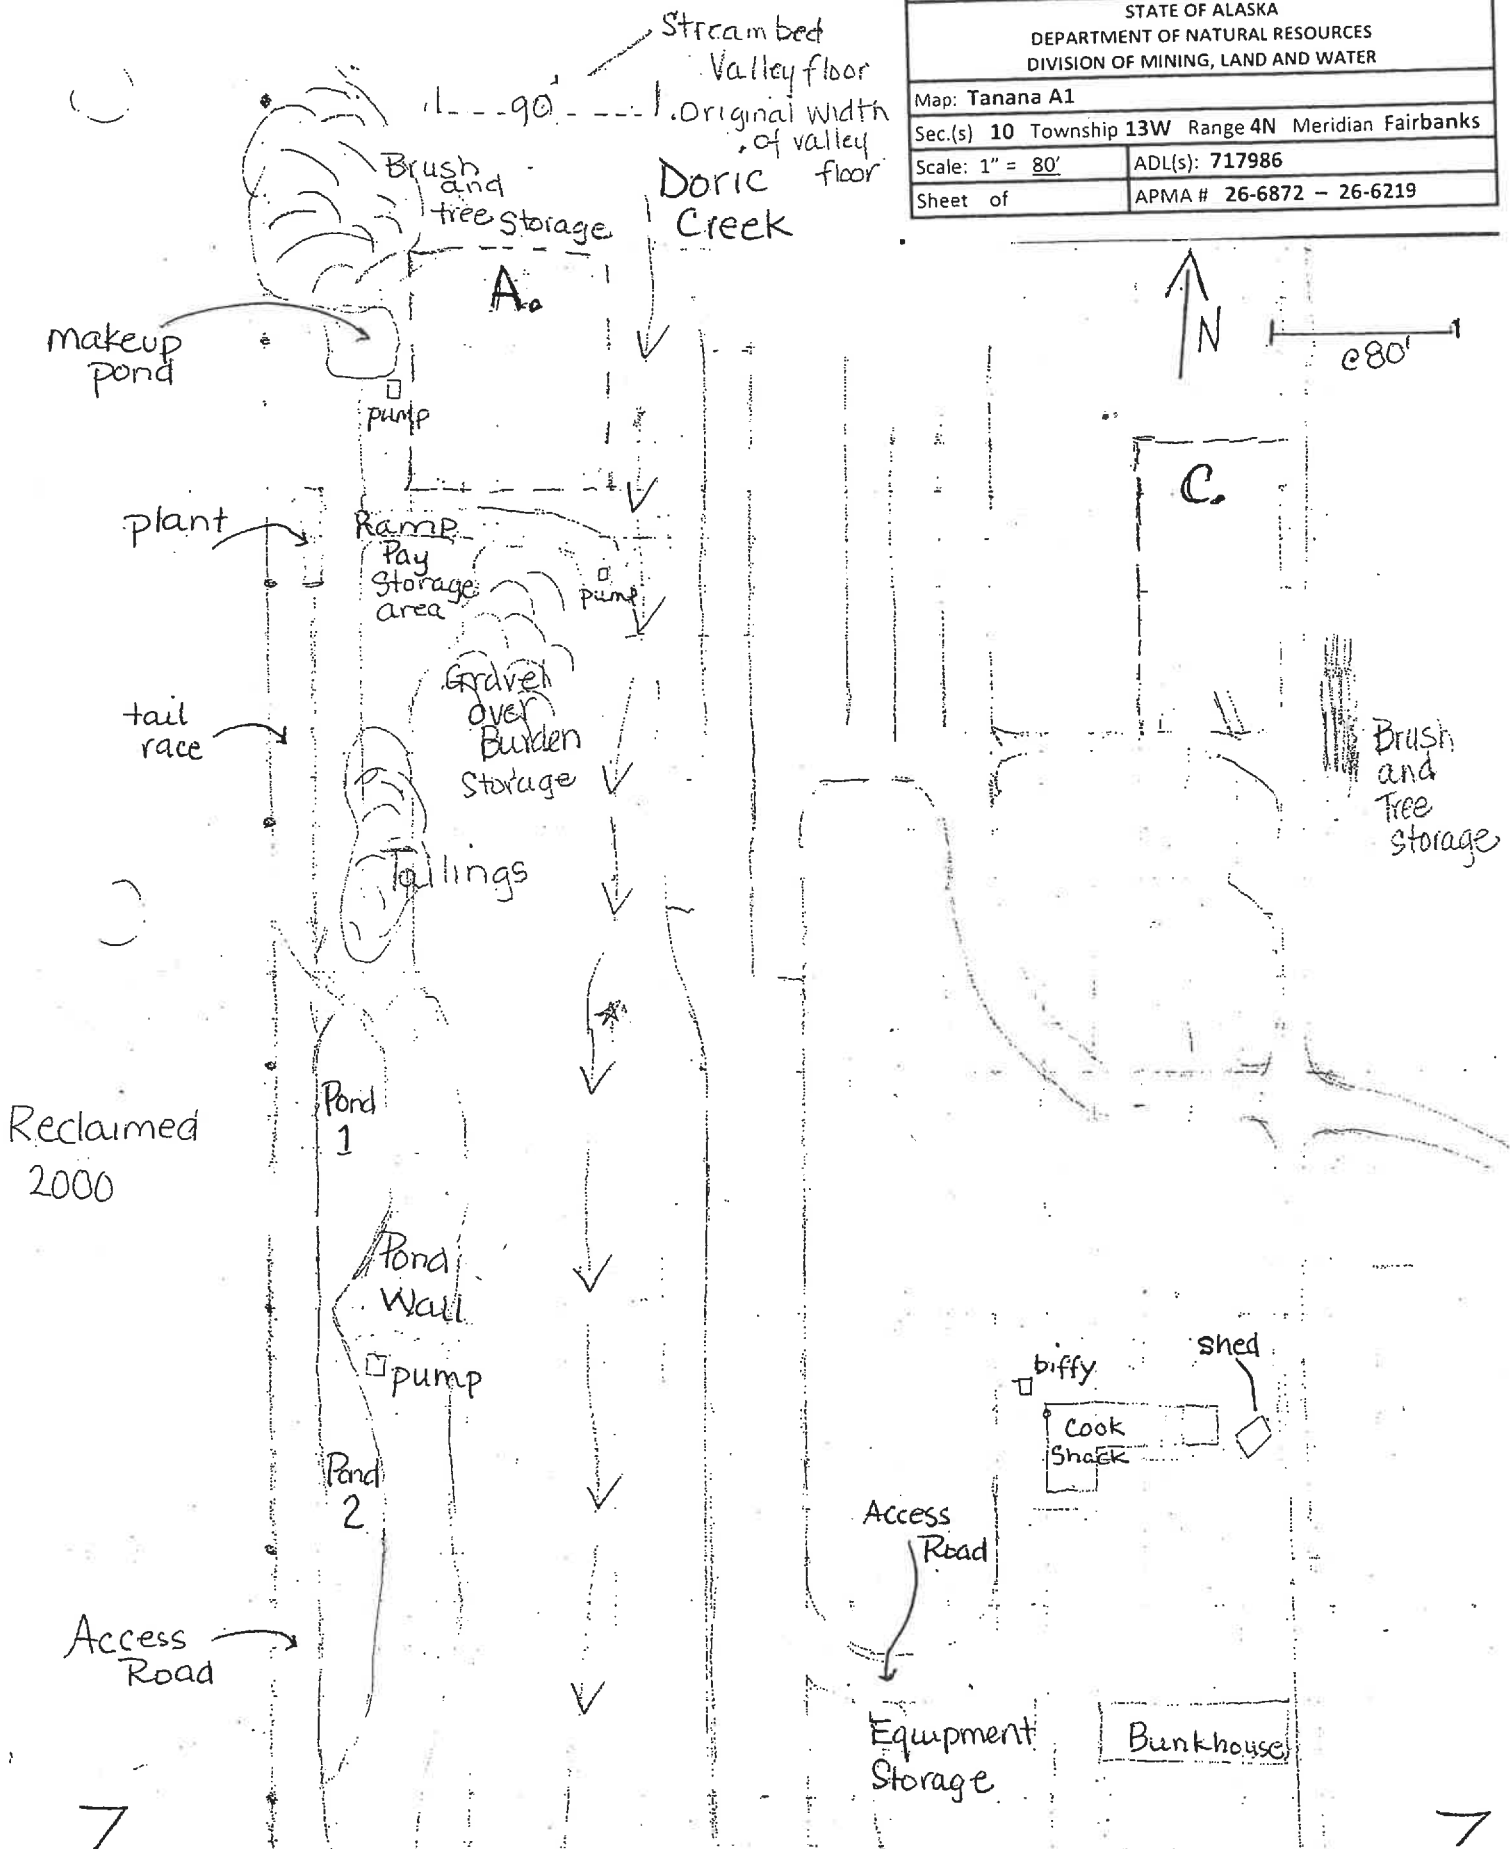 STATE OF ALASKA
DEPARTMENT OF NATURAL RESOURCES
DIVISION OF MINING, LAND AND WATER
Map: Tanana A1
Sec.(s) 10 Township 13W Range 4N Meridian Fairbanks
Scale: 1" = 80'
ADL(s): 717986
Sheet of
APMA # 26-6872 – 26-6219
Stream bed
Valley floor
90'
Original width
of valley
floor
Brush
and
tree storage
Doric
Creek
A.
N
80'
makeup
pond
pump
C.
plant
Ramp
Pay
Storage
area
pump
Gravel
over
Burden
Storage
tail
race
Brush
and
Tree
storage
Tailings
Pond
1
Reclaimed
2000
Pond
Wall
pump
biffy
shed
Cook
Shack
Pond
2
Access
Road
Access
Road
Equipment
Storage
Bunkhouse